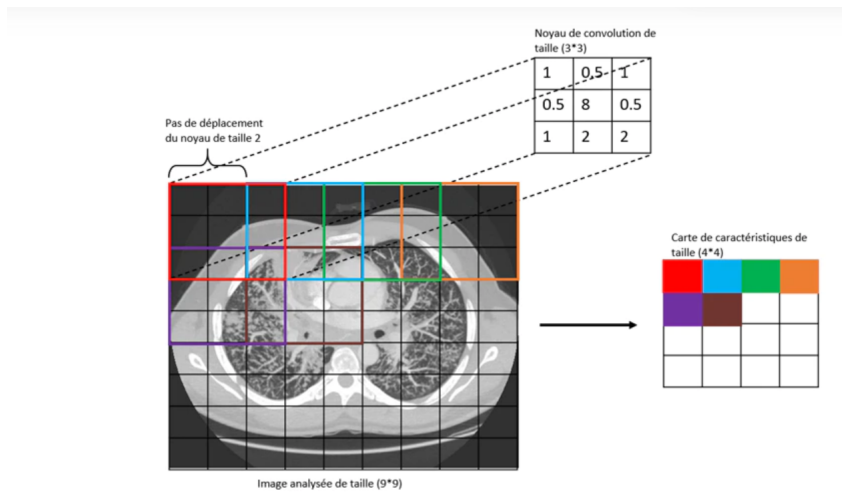 Noyau de convolution de
taille (3*3)
1 0.5 1
0.5 8 0.5
1 2 2
Pas de déplacement
du noyau de taille 2
Carte de caractéristiques de
taille (4*4)
Image analysée de taille (9*9)